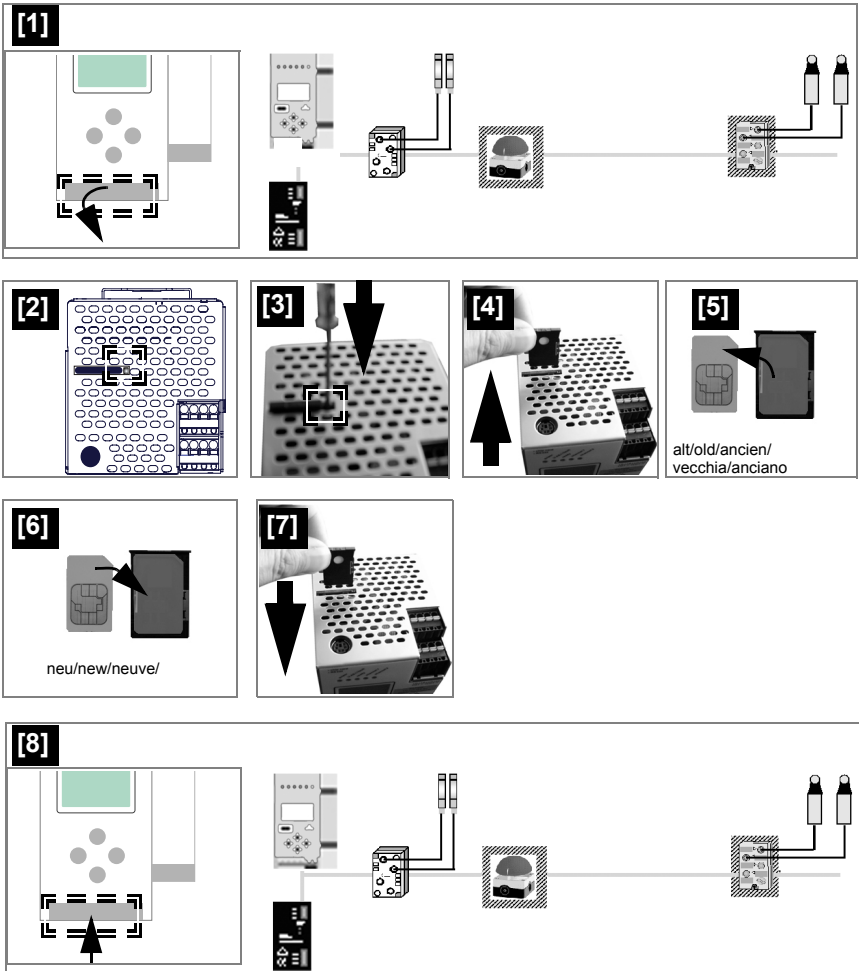 [1]
[2]
[3]
[4]
[5]
alt/old/ancien/
vecchia/anciano
[6]
neu/new/neuve/
[7]
[8]